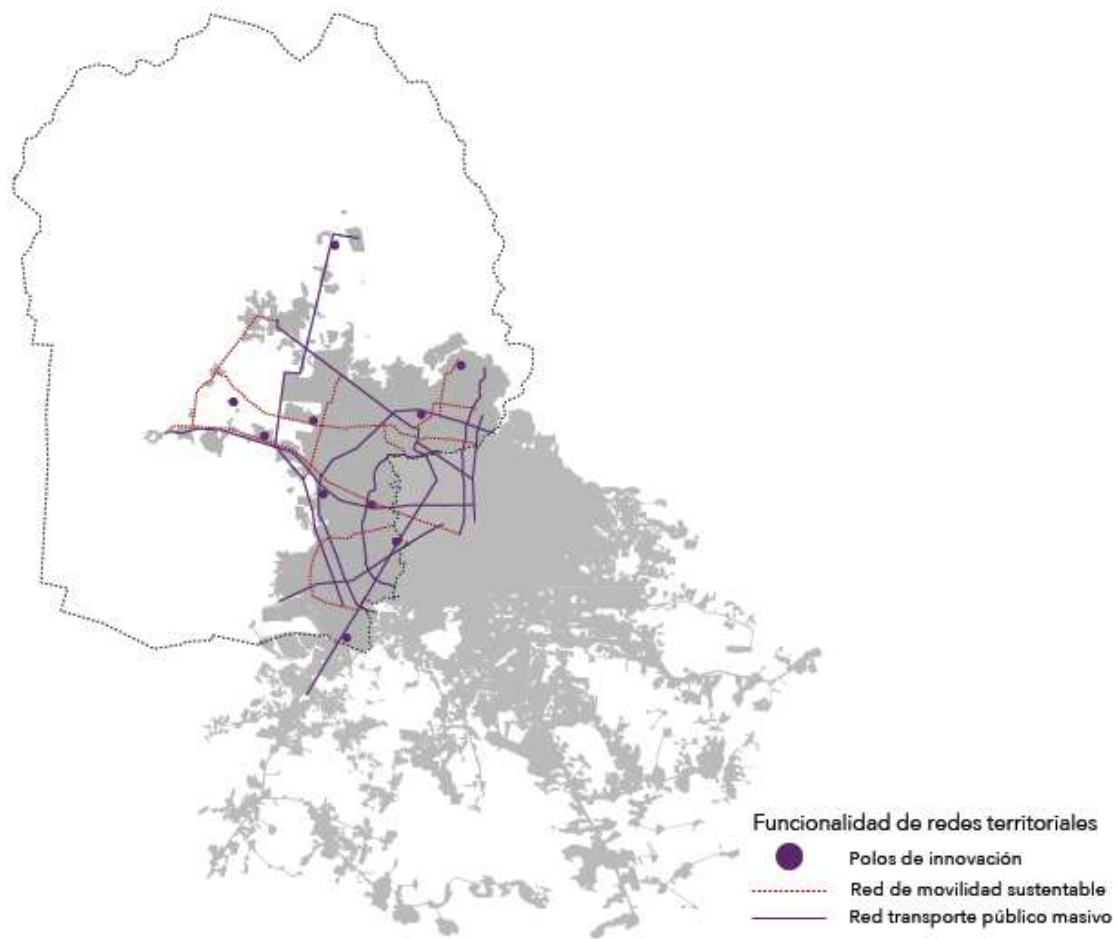 Funcionalidad de redes territoriales
Polos de innovación
Red de movilidad sustentable
Red transporte público masivo